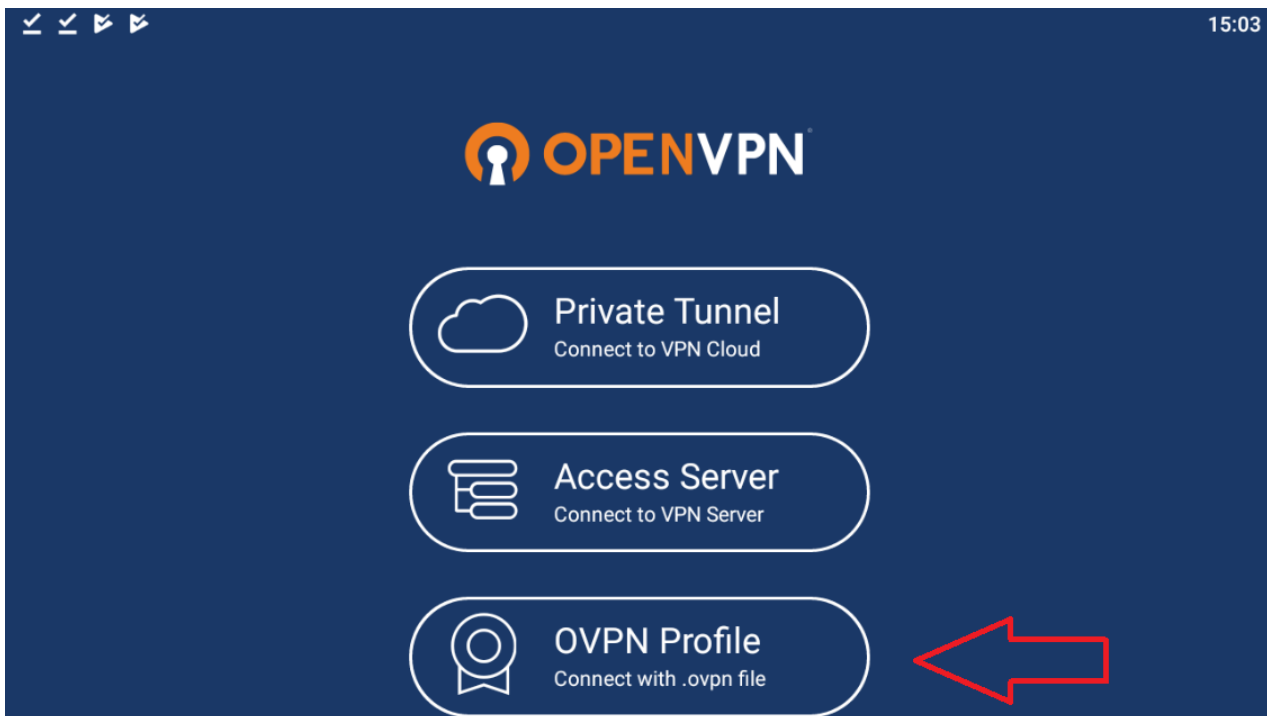 15:03
OPENVPN
Private Tunnel
Connect to VPN Cloud
Access Server
Connect to VPN Server
OVPN Profile
Connect with .ovpn file